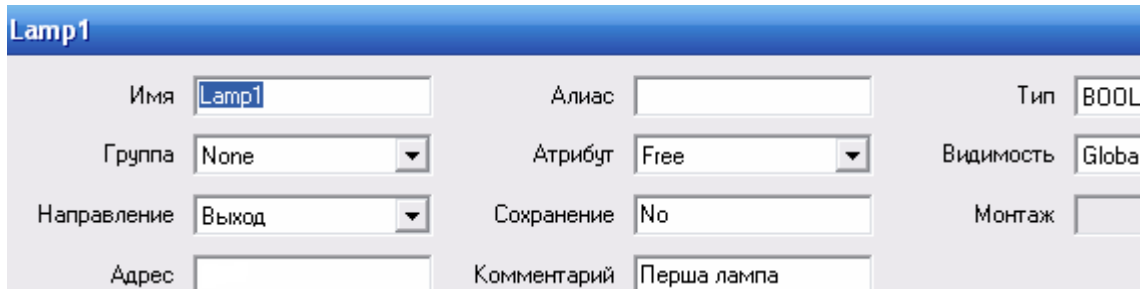 Lamp1
Имя Lamp1 Алиас Тип BOOL
Группа None Атрибут Free Видимость Globa
Направление Выход Сохранение No Монтаж
Адрес Комментарий Перша лампа